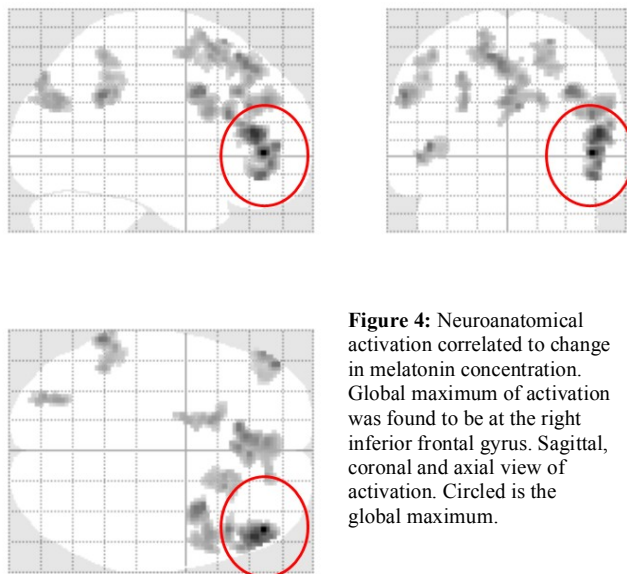 Figure 4: Neuroanatomical
activation correlated to change
in melatonin concentration.
Global maximum of activation
was found to be at the right
inferior frontal gyrus. Sagittal,
coronal and axial view of
activation. Circled is the
global maximum.